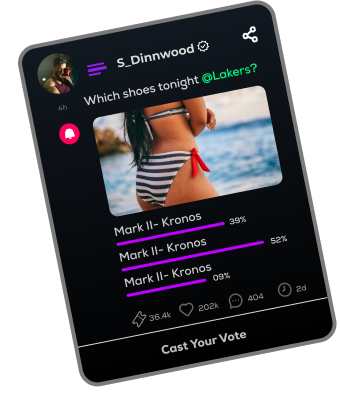 S_Dinnwood
4h
Which shoes tonight @Lakers?
Mark II- Kronos
39%
Mark II- Kronos
52%
Mark II- Kronos
09%
36.4k 202k 404 2d
Cast Your Vote